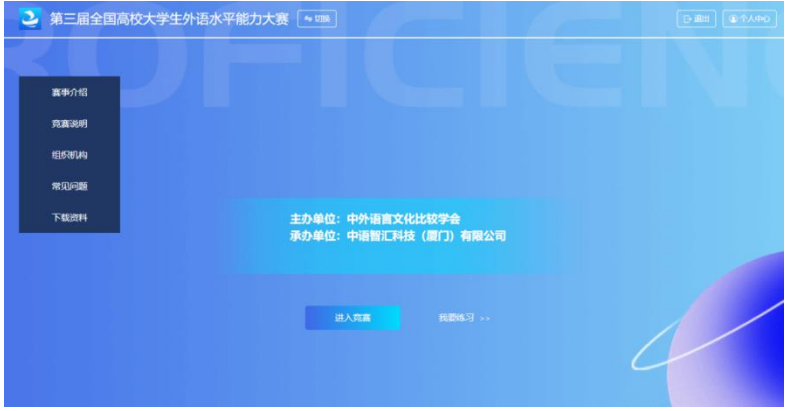 第三届全国高校大学生外语水平能力大赛 切换 退出 个人中心
ROFICIEN
赛事介绍
竞赛说明
组织机构
常见问题
下载资料
主办单位：中外语言文化比较学会
承办单位：中语智汇科技（厦门）有限公司
进入竞赛 我要练习 >>